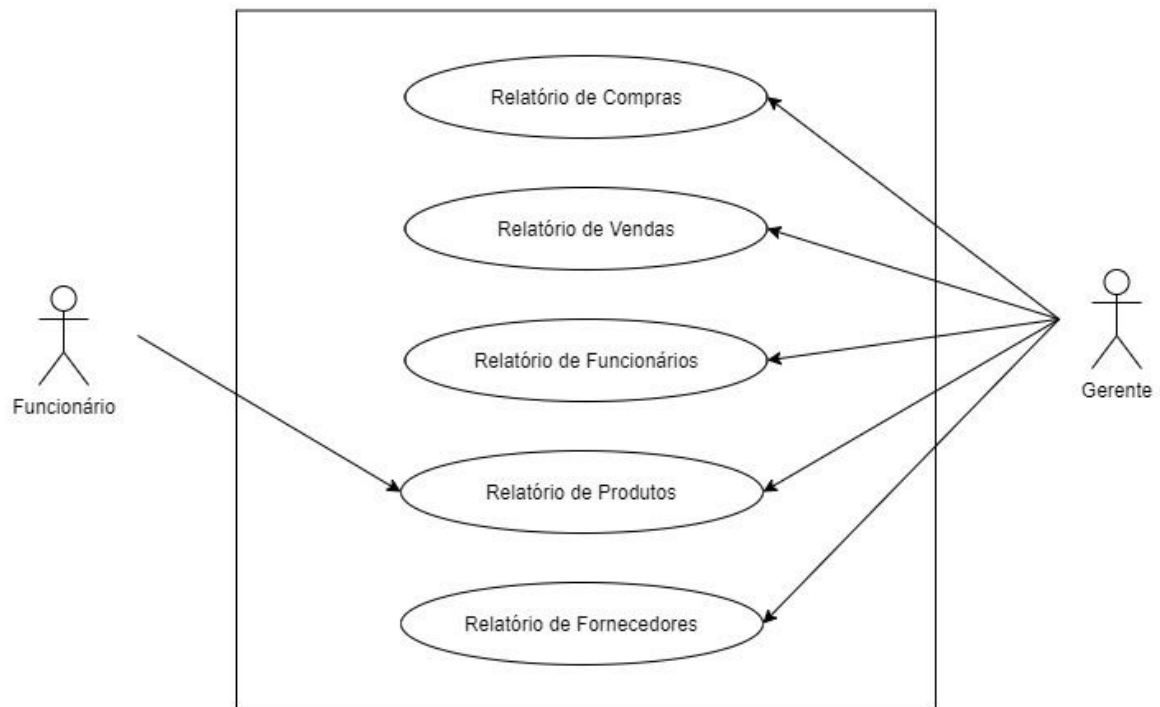 Relatório de Compras
Relatório de Vendas
Relatório de Funcionários
Funcionário
Gerente
Relatório de Produtos
Relatório de Fornecedores